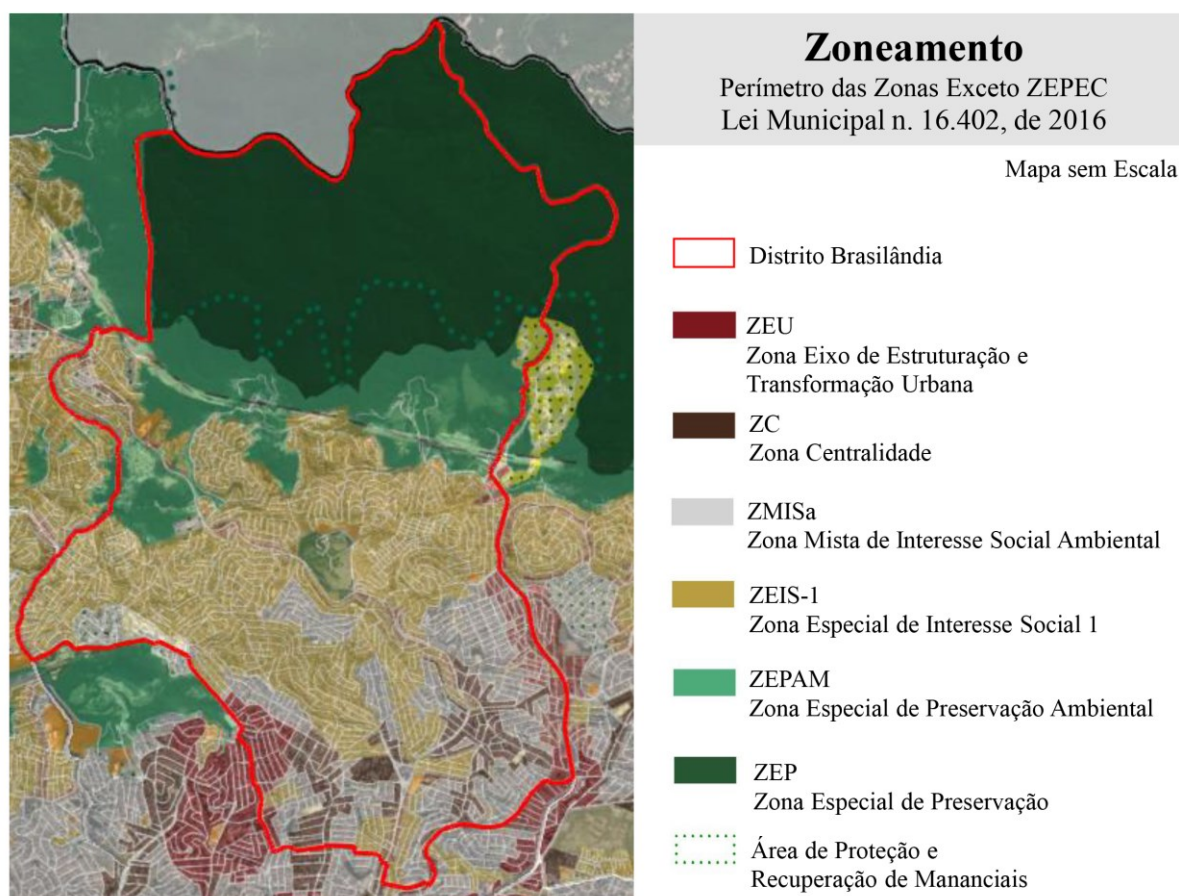 Zoneamento
Perímetro das Zonas Exceto ZEPEC
Lei Municipal n. 16.402, de 2016
Mapa sem Escala
Distrito Brasilândia
ZEU
Zona Eixo de Estruturação e
Transformação Urbana
ZC
Zona Centralidade
ZMISa
Zona Mista de Interesse Social Ambiental
ZEIS-1
Zona Especial de Interesse Social 1
ZEPAM
Zona Especial de Preservação Ambiental
ZEP
Zona Especial de Preservação
Área de Proteção e
Recuperação de Mananciais